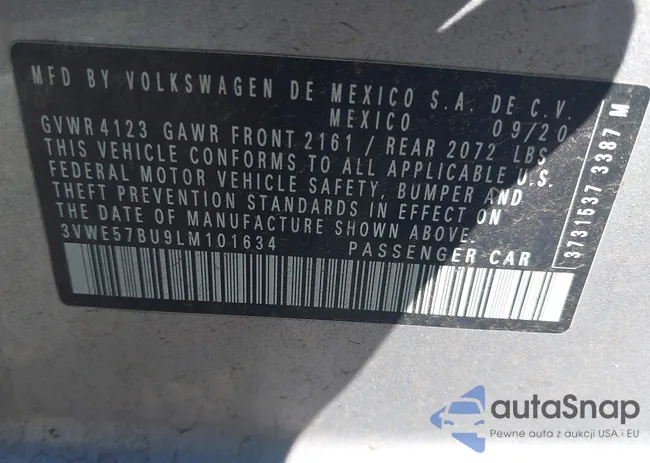 MFD BY VOLKSWAGEN DE MEXICO S.A. DE C.V.
MEXICO 09/20
GVWR 4123 GAWR FRONT 2161 / REAR 2072 LBS
THIS VEHICLE CONFORMS TO ALL APPLICABLE U.S.
FEDERAL MOTOR VEHICLE SAFETY, BUMPER AND
THEFT PREVENTION STANDARDS IN EFFECT ON
THE DATE OF MANUFACTURE SHOWN ABOVE.
3VWE57BU9LM101634 PASSENGER CAR
3731537 3387 M
autoSnap
Pewne auta z aukcji USA i EU